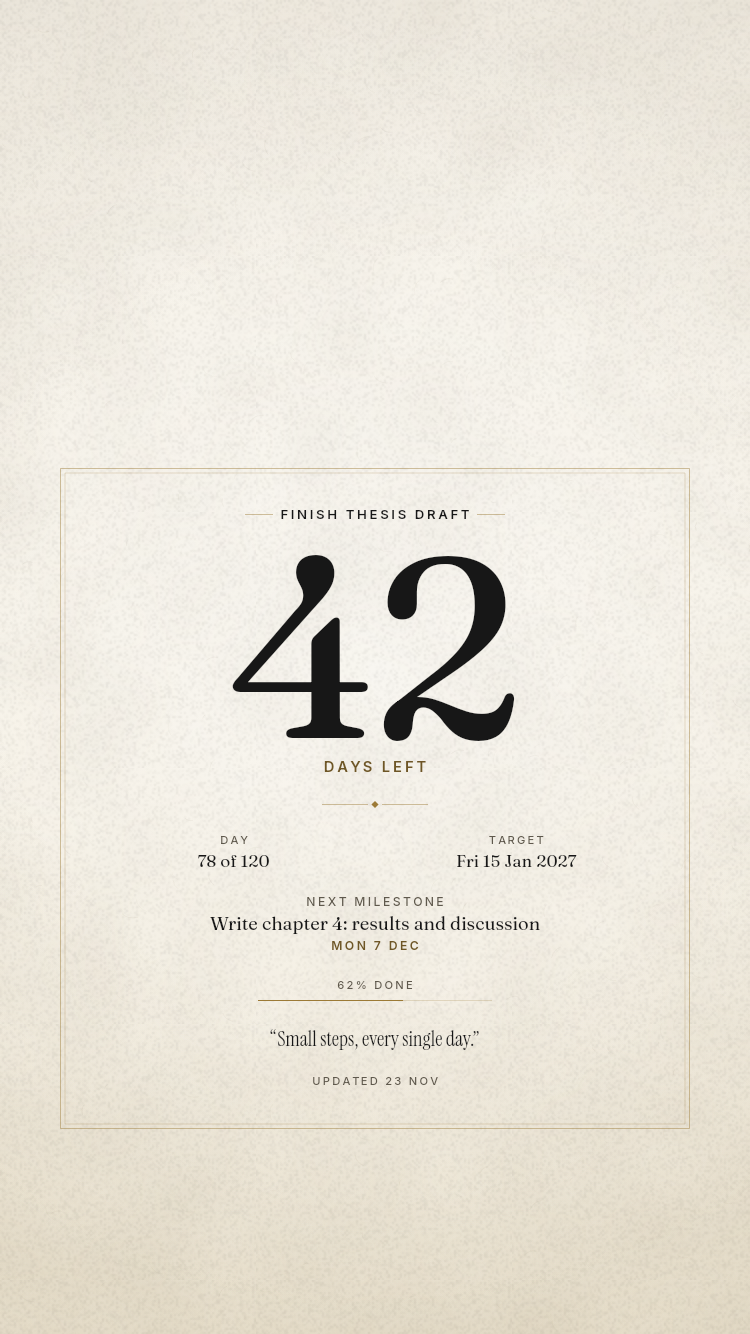 FINISH THESIS DRAFT
42
DAYS LEFT
DAY
78 of 120
TARGET
Fri 15 Jan 2027
NEXT MILESTONE
Write chapter 4: results and discussion
MON 7 DEC
62% DONE
“Small steps, every single day.”
UPDATED 23 NOV